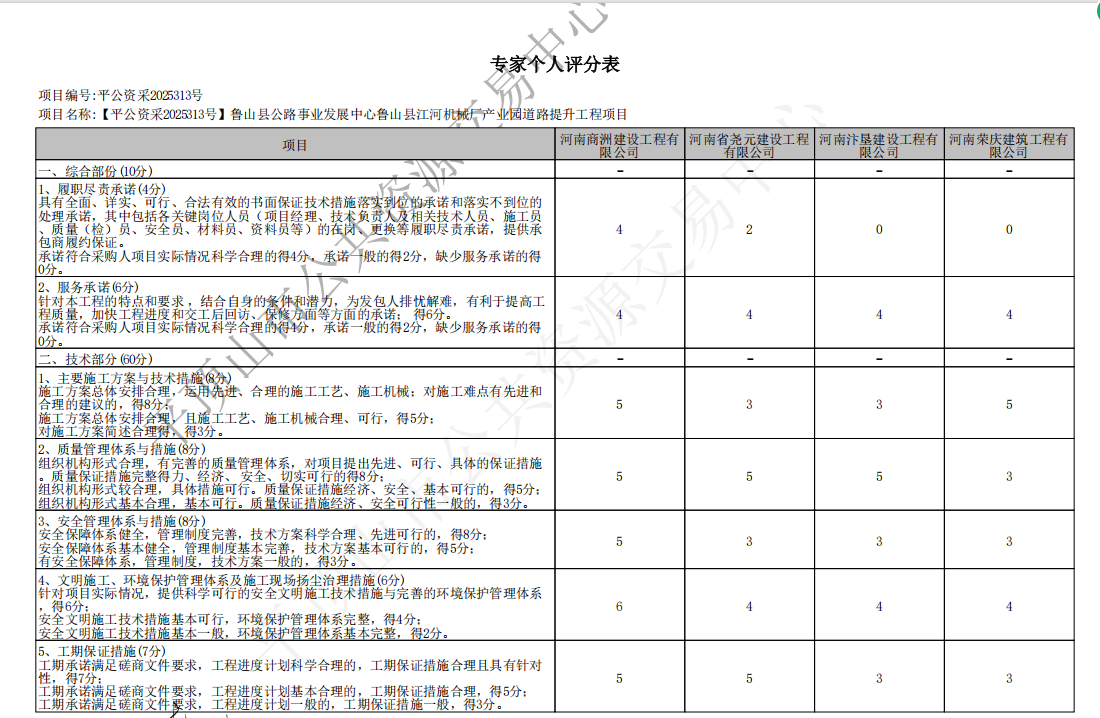 专家个人评分表
项目编号:平公资采2025313号
项目名称:【平公资采2025313号】鲁山县公路事业发展中心鲁山县江河机械厂产业园道路提升工程项目
项目
河南商洲建设工程有限公司
河南省尧元建设工程有限公司
河南汴垦建设工程有限公司
河南荣庆建筑工程有限公司
一、综合部份(10分) - - - -
1、履职尽责承诺(4分)
具有全面、详实、可行、合法有效的书面保证技术措施落实到位的承诺和落实不到位的
处理承诺，其中包括各关键岗位人员（项目经理、技术负责人及相关技术人员、施工员
、质量（检）员、安全员、材料员、资料员等）的在岗、更换等履职尽责承诺，提供承
包商履约保证。
承诺符合采购人项目实际情况科学合理的得4分，承诺一般的得2分，缺少服务承诺的得
0分。
4 2 0 0
2、服务承诺(6分)
针对本工程的特点和要求，结合自身的条件和潜力，为发包人排忧解难，有利于提高工
程质量，加快工程进度和交工后回访、保修方面等方面的承诺； 得6分。
承诺符合采购人项目实际情况科学合理的得4分，承诺一般的得2分，缺少服务承诺的得
0分。
4 4 4 4
二、技术部分(60分) - - - -
1、主要施工方案与技术措施(8分)
施工方案总体安排合理，运用先进、合理的施工工艺、施工机械；对施工难点有先进和
合理的建议的，得8分；
施工方案总体安排合理，且施工工艺、施工机械合理、可行，得5分；
对施工方案简述合理得，得3分。
5 3 3 5
2、质量管理体系与措施(8分)
组织机构形式合理，有完善的质量管理体系，对项目提出先进、可行、具体的保证措施
。质量保证措施完整得力、经济、 安全、切实可行的得8分；
组织机构形式较合理，具体措施可行。质量保证措施经济、安全、基本可行的，得5分；
组织机构形式基本合理，基本可行。质量保证措施经济、安全可行性一般的，得3分。
5 5 5 3
3、安全管理体系与措施(8分)
安全保障体系健全，管理制度完善，技术方案科学合理、先进可行的，得8分；
安全保障体系基本健全，管理制度基本完善，技术方案基本可行的，得5分；
有安全保障体系，管理制度，技术方案一般的，得3分。
5 3 3 3
4、文明施工、环境保护管理体系及施工现场扬尘治理措施(6分)
针对项目实际情况，提供科学可行的安全文明施工技术措施与完善的环境保护管理体系
，得6分；
安全文明施工技术措施基本可行，环境保护管理体系完整，得4分；
安全文明施工技术措施基本一般，环境保护管理体系基本完整，得2分。
6 4 4 4
5、工期保证措施(7分)
工期承诺满足磋商文件要求，工程进度计划科学合理的，工期保证措施合理且具有针对
性，得7分；
工期承诺满足磋商文件要求，工程进度计划基本合理的，工期保证措施合理，得5分；
工期承诺满足磋商文件要求，工程进度计划一般的，工期保证措施一般，得3分。
5 5 3 3
平顶山市公共资源交易中心
平顶山市公共资源交易中心